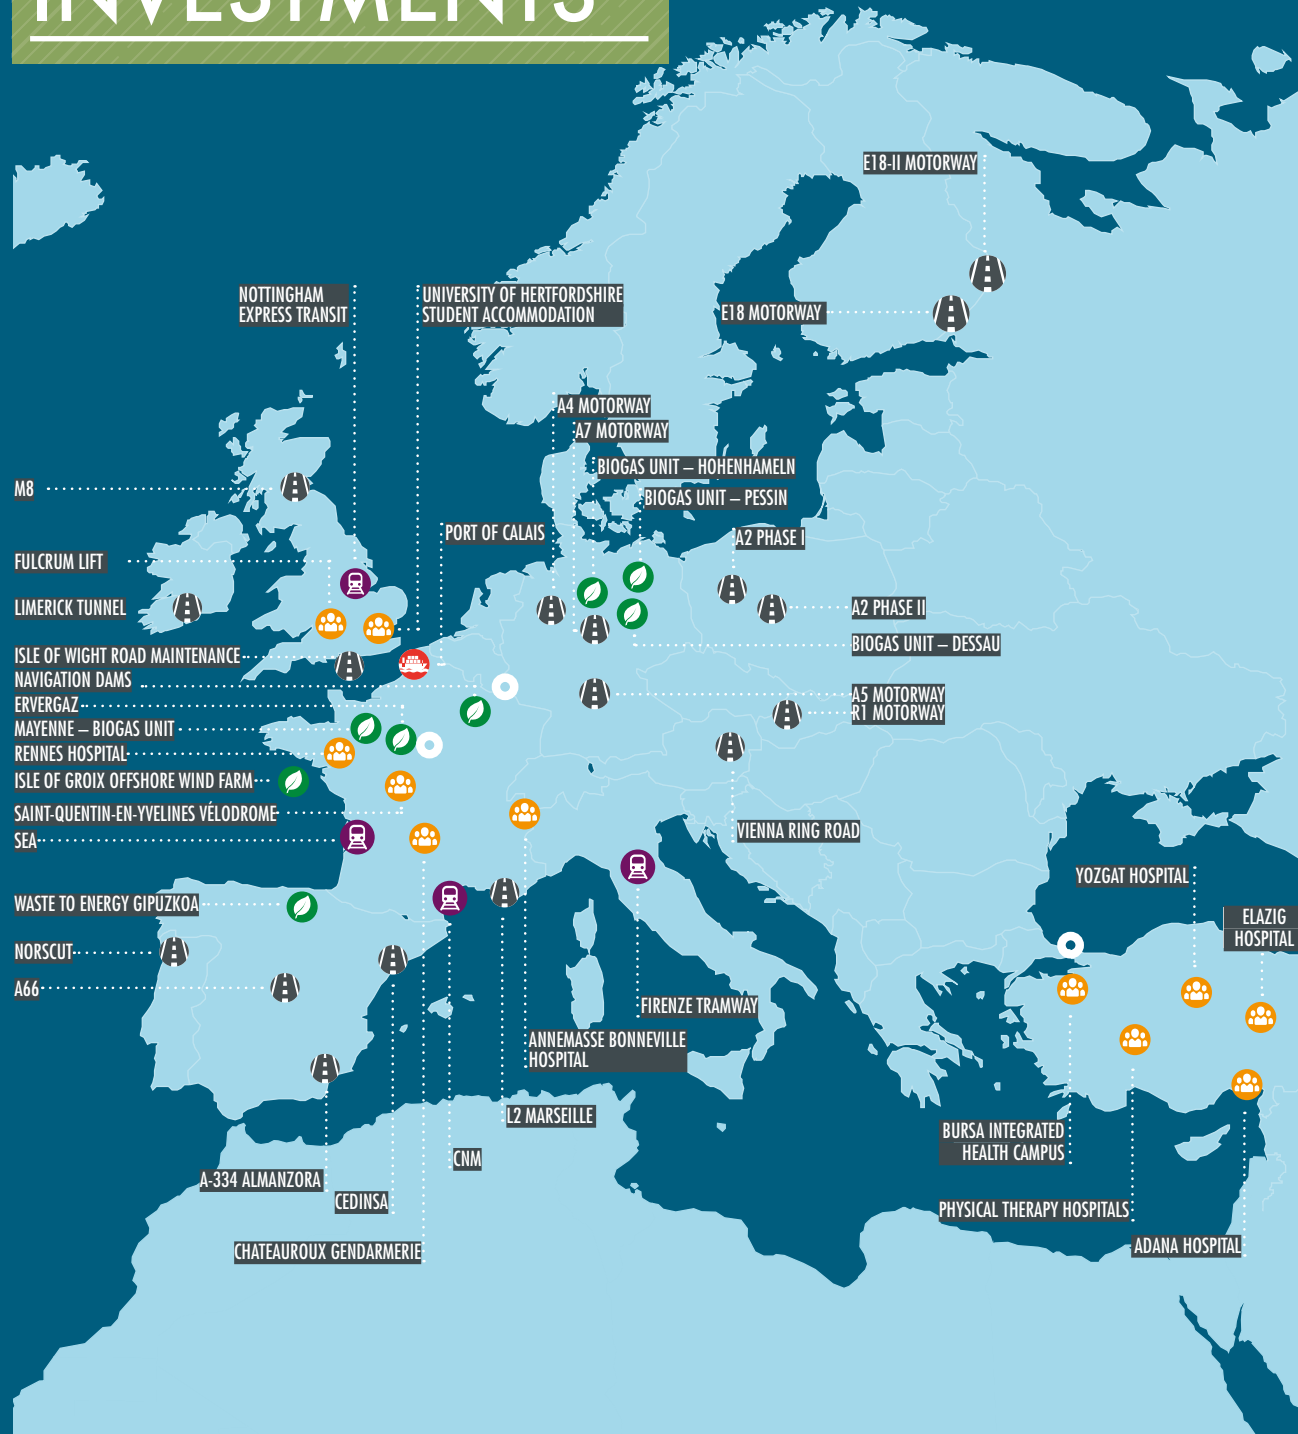 INVESTMENTS
E18-II MOTORWAY
NOTTINGHAM
EXPRESS TRANSIT
UNIVERSITY OF HERTFORDSHIRE
STUDENT ACCOMMODATION
E18 MOTORWAY
A4 MOTORWAY
A7 MOTORWAY
BIOGAS UNIT – HOHENHAMELN
M8
BIOGAS UNIT – PESSIN
PORT OF CALAIS
A2 PHASE I
FULCRUM LIFT
LIMERICK TUNNEL
A2 PHASE II
BIOGAS UNIT – DESSAU
ISLE OF WIGHT ROAD MAINTENANCE
NAVIGATION DAMS
ERVERGAZ
A5 MOTORWAY
R1 MOTORWAY
MAYENNE – BIOGAS UNIT
RENNES HOSPITAL
ISLE OF GROIX OFFSHORE WIND FARM
SAINT-QUENTIN-EN-YVELINES VÉLODROME
SEA
VIENNA RING ROAD
YOZGAT HOSPITAL
WASTE TO ENERGY GIPUZKOA
ELAZIG
HOSPITAL
NORSCUT
A66
FIRENZE TRAMWAY
ANNEMASSE BONNEVILLE
HOSPITAL
L2 MARSEILLE
BURSA INTEGRATED
HEALTH CAMPUS
CNM
A-334 ALMANZORA
CEDINSA
PHYSICAL THERAPY HOSPITALS
ADANA HOSPITAL
CHATEAUROUX GENDARMERIE